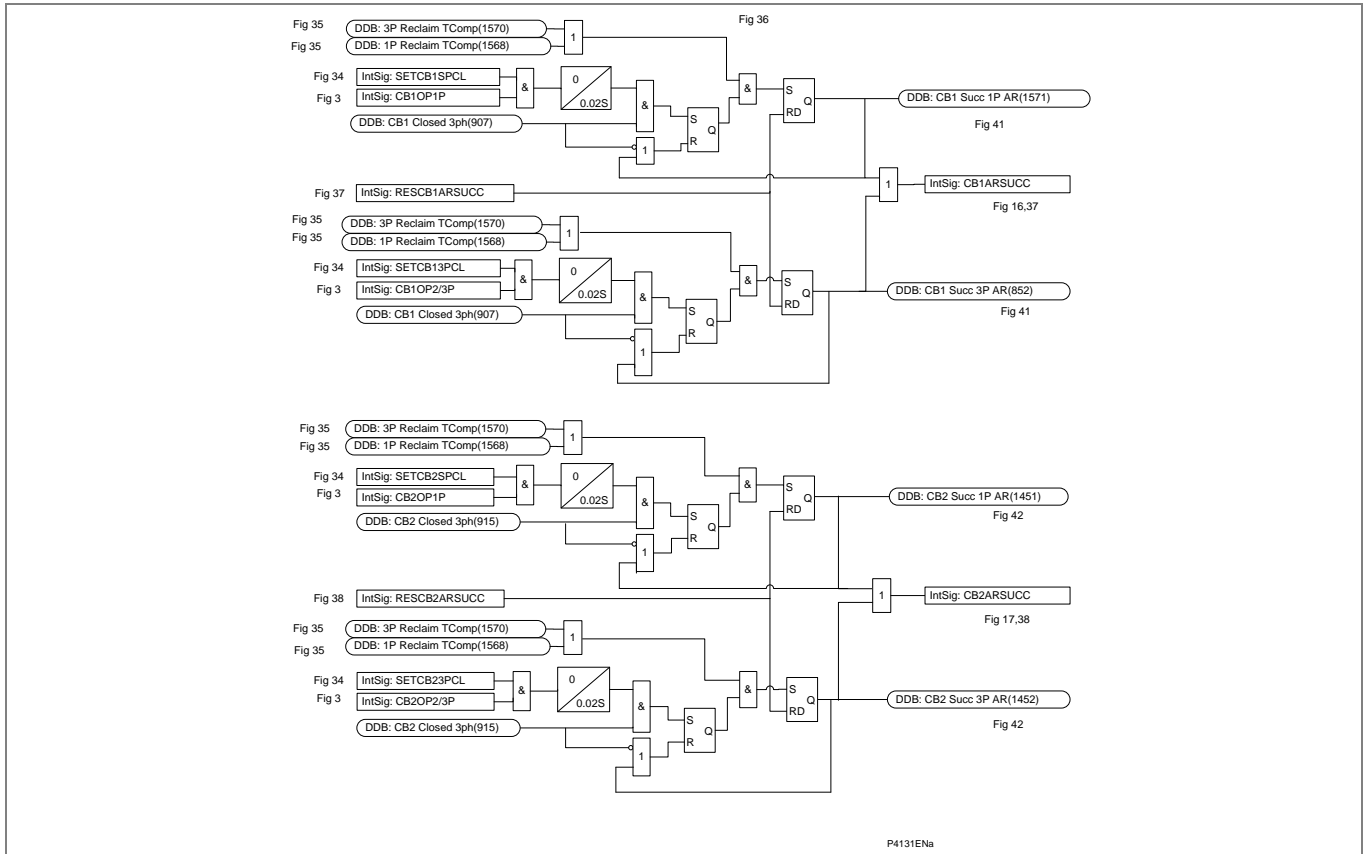 Fig 36
Fig 35 DDB: 3P Reclaim TComp(1570)
1
Fig 35 DDB: 1P Reclaim TComp(1568)
Fig 34 IntSig: SETCB1SPCL
&
0
0.02S
Fig 3 IntSig: CB1OP1P
&
&
S
RD
Q
DDB: CB1 Succ 1P AR(1571)
Fig 41
DDB: CB1 Closed 3ph(907)
S
R
Q
1
Fig 37 IntSig: RESCB1ARSUCC
1
IntSig: CB1ARSUCC
Fig 16,37
Fig 35 DDB: 3P Reclaim TComp(1570)
1
Fig 35 DDB: 1P Reclaim TComp(1568)
Fig 34 IntSig: SETCB13PCL
&
0
0.02S
Fig 3 IntSig: CB1OP2/3P
&
&
S
RD
Q
DDB: CB1 Succ 3P AR(852)
Fig 41
DDB: CB1 Closed 3ph(907)
S
R
Q
1
Fig 35 DDB: 3P Reclaim TComp(1570)
1
Fig 35 DDB: 1P Reclaim TComp(1568)
Fig 34 IntSig: SETCB2SPCL
&
0
0.02S
Fig 3 IntSig: CB2OP1P
&
&
S
RD
Q
DDB: CB2 Succ 1P AR(1451)
Fig 42
DDB: CB2 Closed 3ph(915)
S
R
Q
1
Fig 38 IntSig: RESCB2ARSUCC
1
IntSig: CB2ARSUCC
Fig 17,38
Fig 35 DDB: 3P Reclaim TComp(1570)
1
Fig 35 DDB: 1P Reclaim TComp(1568)
Fig 34 IntSig: SETCB23PCL
&
0
0.02S
Fig 3 IntSig: CB2OP2/3P
&
&
S
RD
Q
DDB: CB2 Succ 3P AR(1452)
Fig 42
DDB: CB2 Closed 3ph(915)
S
R
Q
1
P4131ENa